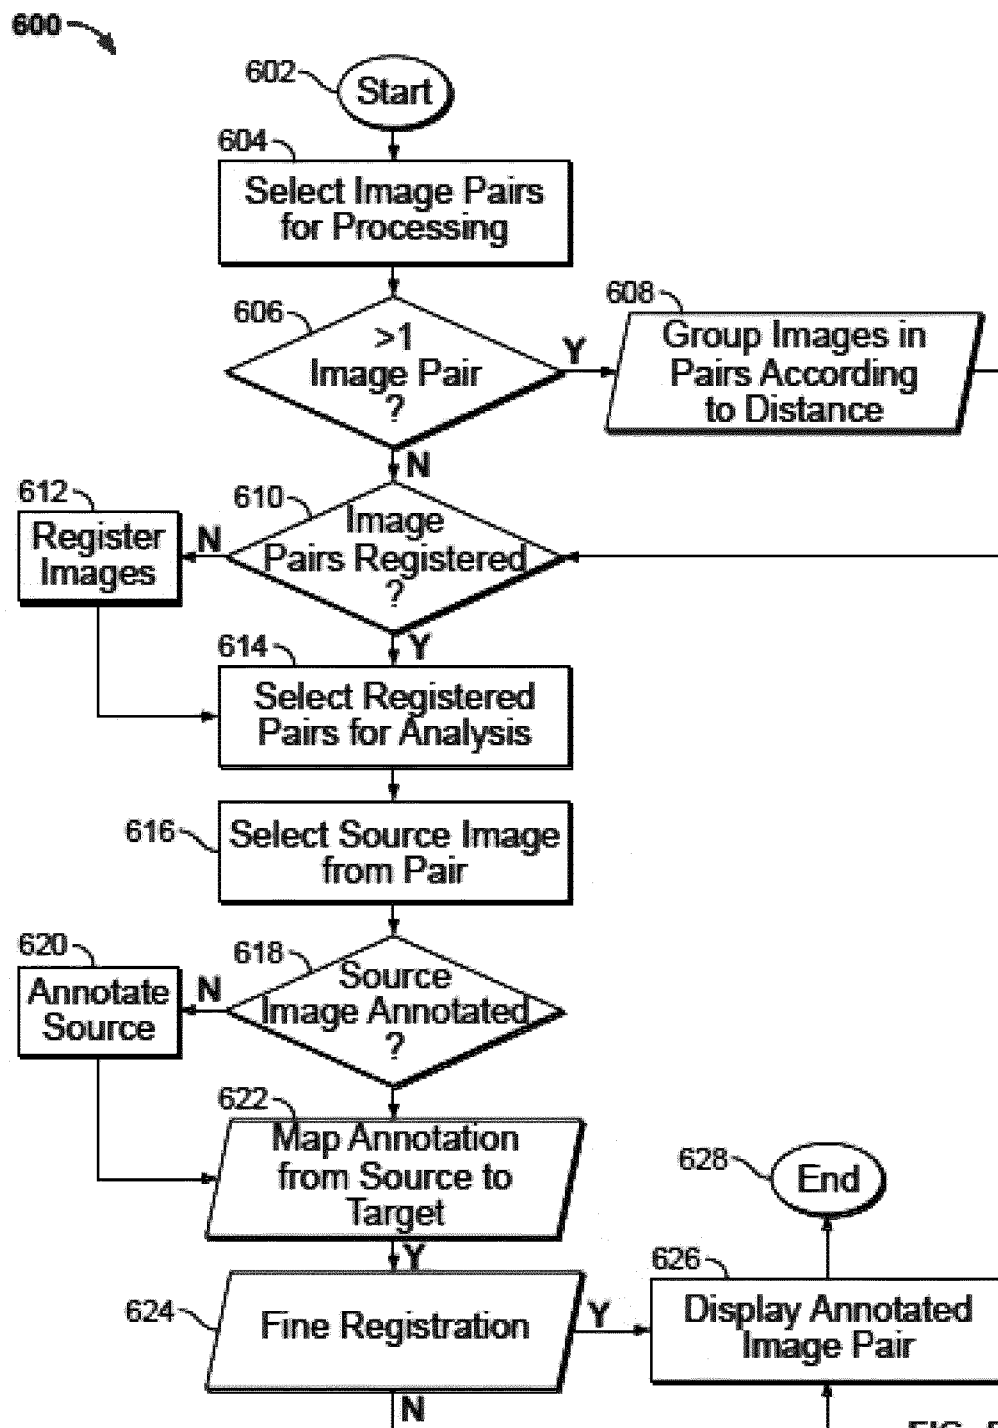 600
602
Start
604
Select Image Pairs
for Processing
606
>1
Image Pair
?
Y
608
Group Images in
Pairs According
to Distance
N
610
Image
Pairs Registered
?
N
612
Register
Images
Y
614
Select Registered
Pairs for Analysis
616
Select Source Image
from Pair
618
Source
Image Annotated
?
N
620
Annotate
Source
622
Map Annotation
from Source to
Target
Y
624
Fine Registration
Y
626
Display Annotated
Image Pair
628
End
N